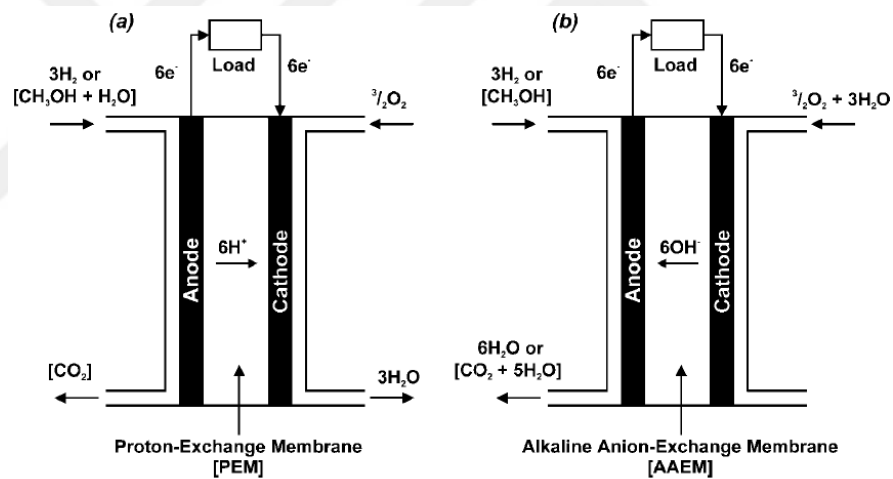 (a)
6e⁻
Load
6e⁻
3H₂ or
[CH₃OH + H₂O]
³/₂O₂
Anode
6H⁺
Cathode
[CO₂]
3H₂O
Proton-Exchange Membrane
[PEM]
(b)
6e⁻
Load
6e⁻
3H₂ or
[CH₃OH]
³/₂O₂ + 3H₂O
Anode
6OH⁻
Cathode
6H₂O or
[CO₂ + 5H₂O]
Alkaline Anion-Exchange Membrane
[AAEM]